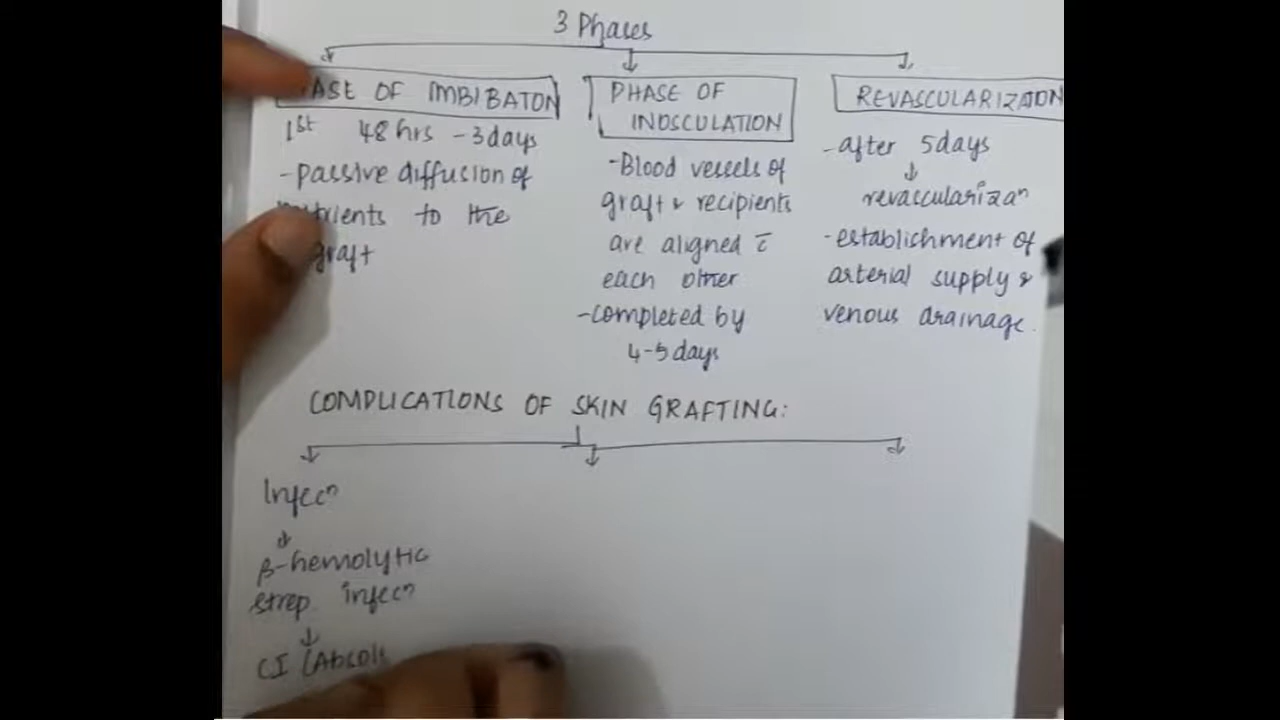 3 Phases
OF IMBIBATON
1st 48 hrs - 3 days
- passive diffusion of
to the
graft
PHASE OF
INOSCULATION
- Blood vessels of
graft & recipients
are aligned c̄
each other
- completed by
4-5 days
REVASCULARIZATION
- after 5 days
↓
revascularizaⁿ
- establishment of
arterial supply &
venous drainage.
COMPLICATIONS OF SKIN GRAFTING:
Infecⁿ
↓
β-hemolytic
strep infecⁿ
↓
CI